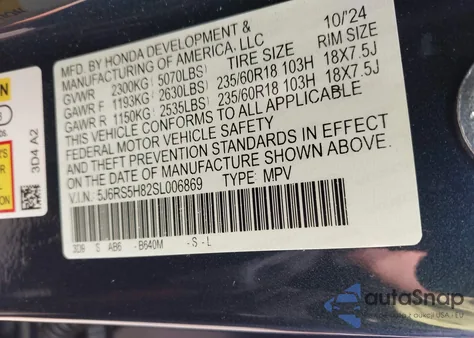 MFD. BY HONDA DEVELOPMENT & 10/'24
MANUFACTURING OF AMERICA, LLC
GVWR 2300KG( 5070LBS) TIRE SIZE RIM SIZE
GAWR F 1193KG( 2630LBS) 235/60R18 103H 18X7.5J
GAWR R 1150KG( 2535LBS) 235/60R18 103H 18X7.5J
THIS VEHICLE CONFORMS TO ALL APPLICABLE
FEDERAL MOTOR VEHICLE SAFETY
AND THEFT PREVENTION STANDARDS IN EFFECT
ON THE DATE OF MANUFACTURE SHOWN ABOVE.
V.I.N.: 5J6RS5H82SL006869 TYPE: MPV
S AB6 - B640M -S-L
3D4 A2
autoSnap